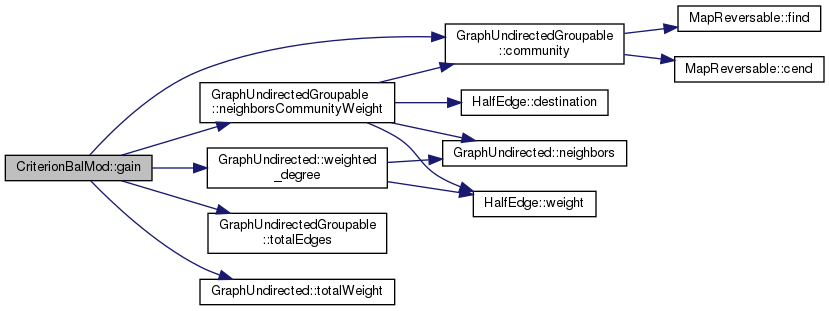 CriterionBalMod::gain
GraphUndirectedGroupable
::community
MapReversable::find
MapReversable::cend
GraphUndirectedGroupable
::neighborsCommunityWeight
HalfEdge::destination
GraphUndirected::neighbors
HalfEdge::weight
GraphUndirected::weighted
_degree
GraphUndirectedGroupable
::totalEdges
GraphUndirected::totalWeight